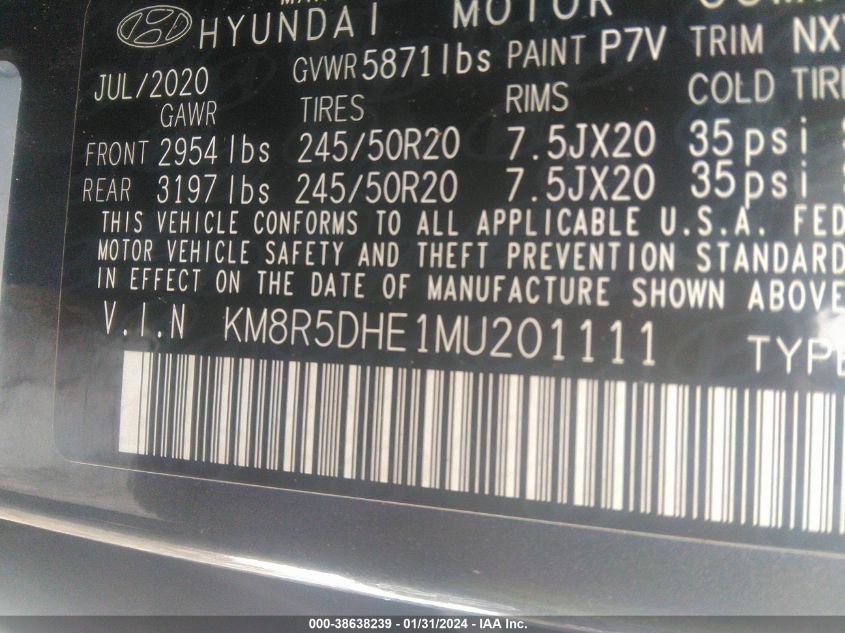 HYUNDAI MOTOR
JUL/2020 GVWR 5871 lbs PAINT P7V TRIM
GAWR TIRES RIMS COLD
FRONT 2954 lbs 245/50R20 7.5JX20 35psi
REAR 3197 lbs 245/50R20 7.5JX20 35psi
THIS VEHICLE CONFORMS TO ALL APPLICABLE U.S.A.
MOTOR VEHICLE SAFETY AND THEFT PREVENTION STANDARD
IN EFFECT ON THE DATE OF MANUFACTURE SHOWN ABOVE
V.I.N KM8R5DHE1MU201111 TYPE
000-38638239 - 01/31/2024 - IAA Inc.